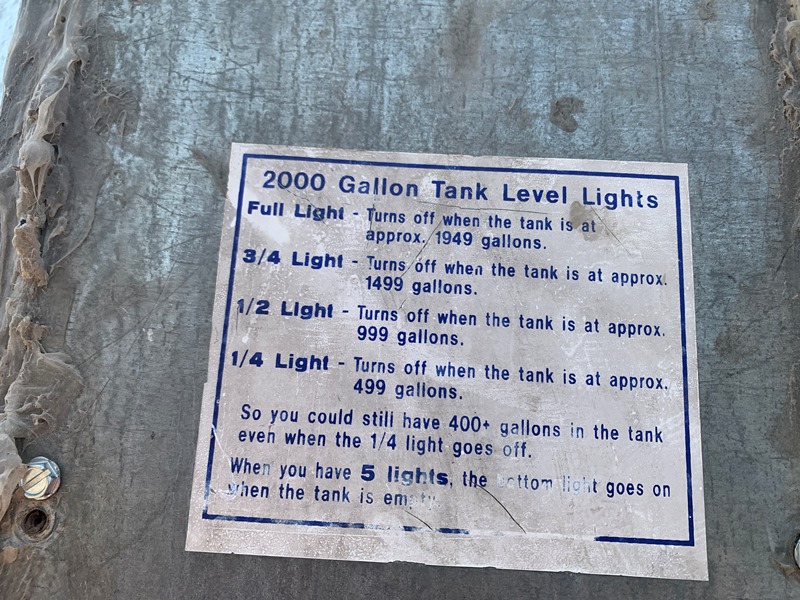 2000 Gallon Tank Level Lights
Full Light - Turns off when the tank is at
approx. 1949 gallons.
3/4 Light - Turns off when the tank is at approx.
1499 gallons.
1/2 Light - Turns off when the tank is at approx.
999 gallons.
1/4 Light - Turns off when the tank is at approx.
499 gallons.
So you could still have 400+ gallons in the tank
even when the 1/4 light goes off.
When you have 5 lights, the bottom light goes on
when the tank is empty